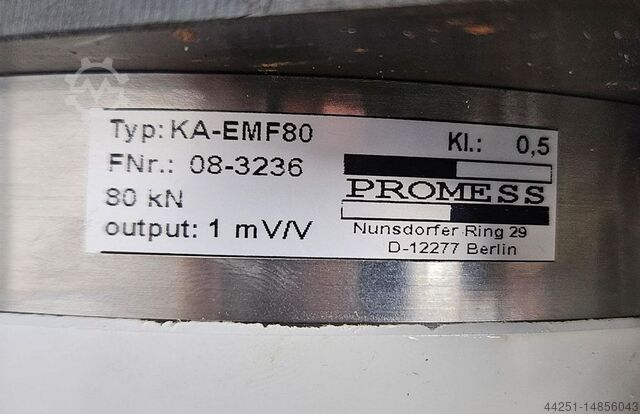 Typ: KA-EMF80
Kl.: 0,5
FNr.: 08-3236
80 kN
output: 1 mV/V
PROMESS
Nunsdorfer Ring 29
D-12277 Berlin
44251-14856043